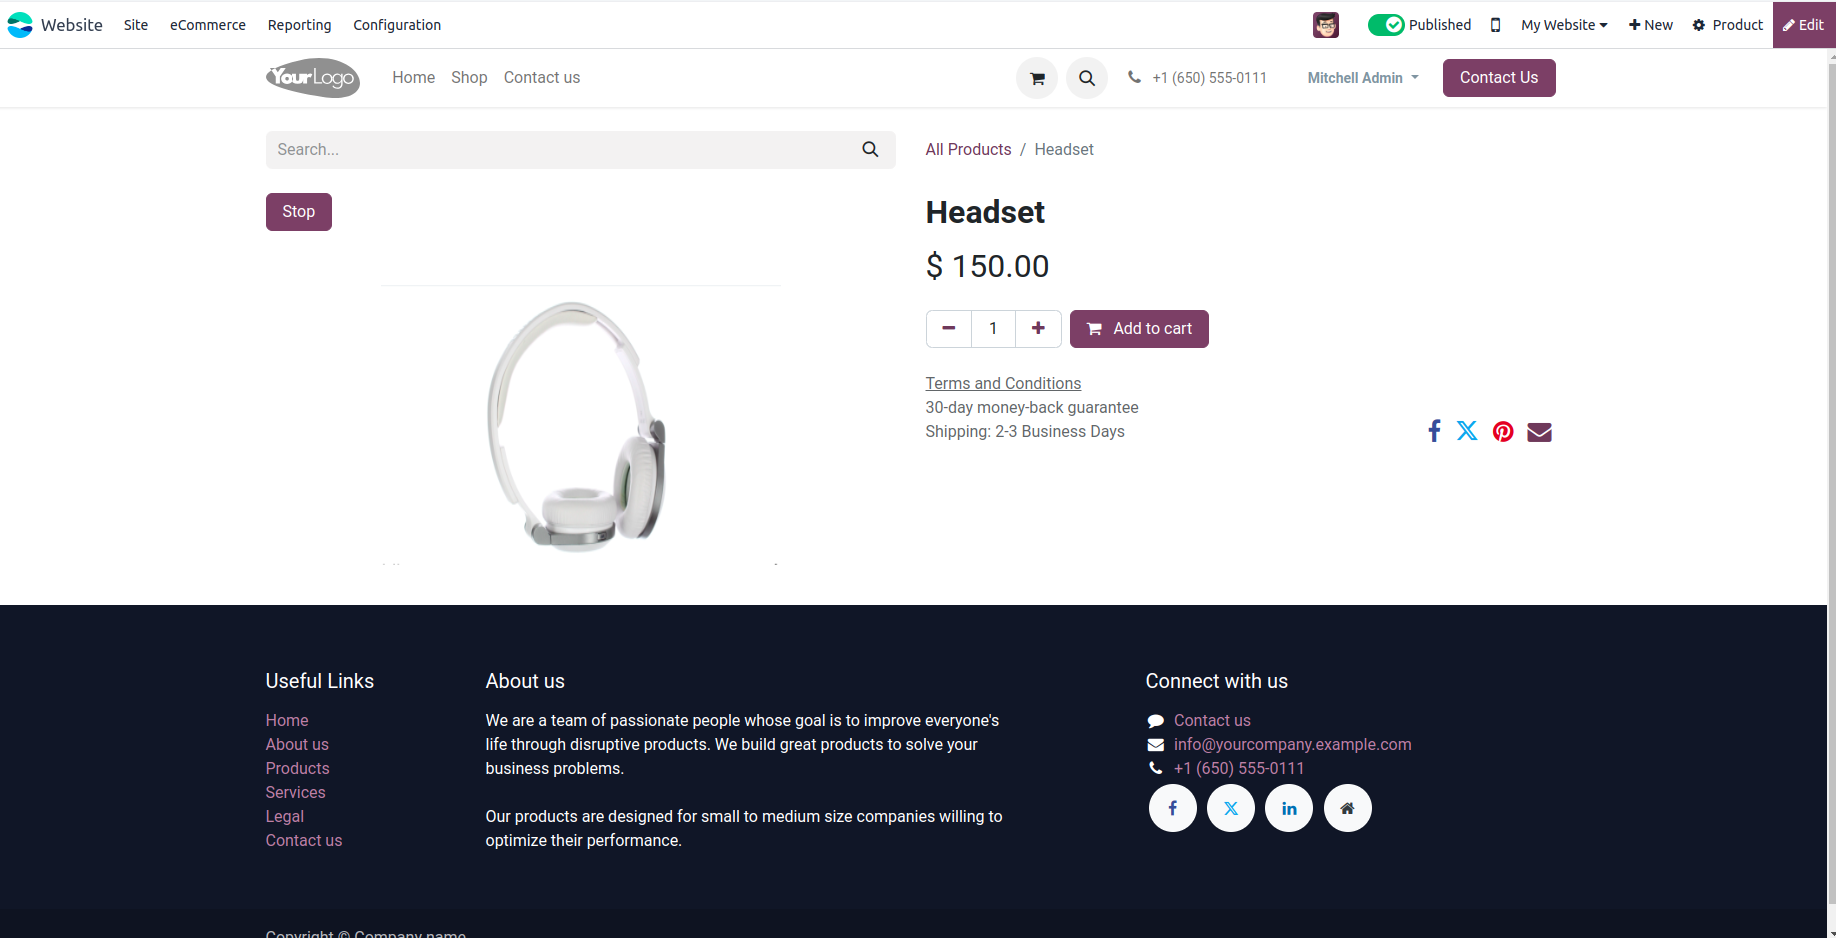 Website Site eCommerce Reporting Configuration Published My Website New Product Edit
YourLogo Home Shop Contact us +1 (650) 555-0111 Mitchell Admin Contact Us
Search... All Products / Headset
Stop
Headset
$ 150.00
1 Add to cart
Terms and Conditions
30-day money-back guarantee
Shipping: 2-3 Business Days
Useful Links
Home
About us
Products
Services
Legal
Contact us
About us
We are a team of passionate people whose goal is to improve everyone's
life through disruptive products. We build great products to solve your
business problems.
Our products are designed for small to medium size companies willing to
optimize their performance.
Connect with us
Contact us
info@yourcompany.example.com
+1 (650) 555-0111
Copyright © Company name